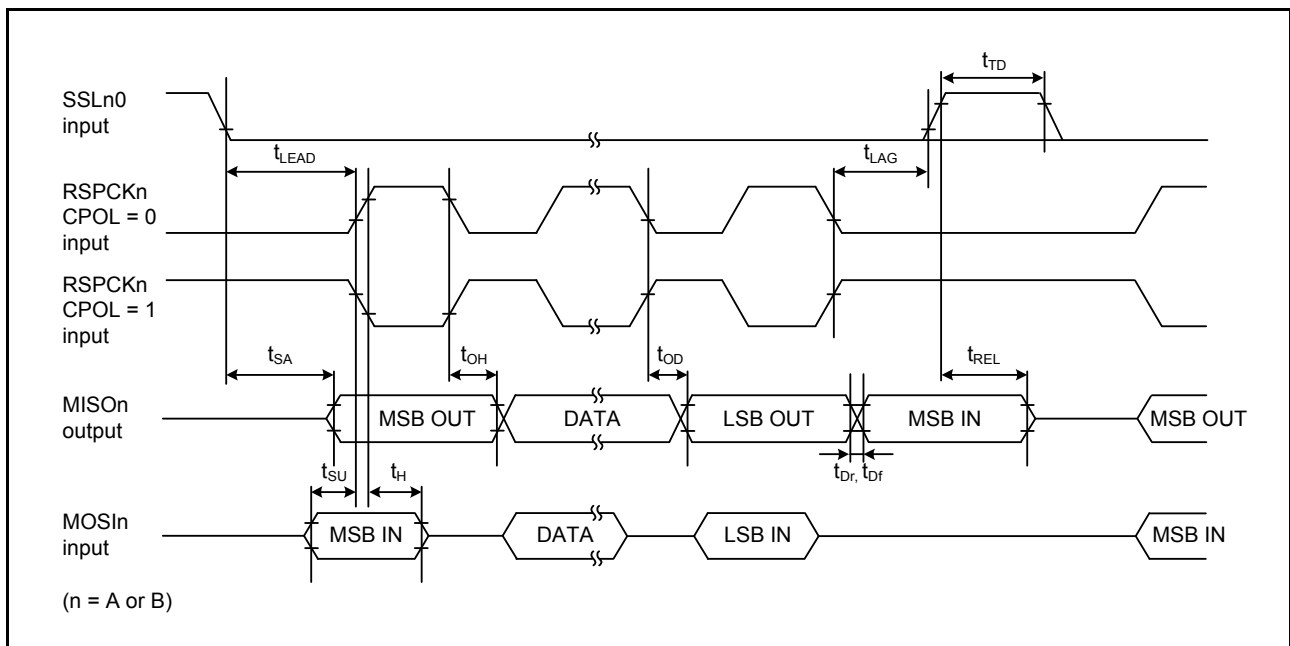 SSLn0
input
tTD
tLEAD
tLAG
RSPCKn
CPOL = 0
input
RSPCKn
CPOL = 1
input
tSA
tOH
tOD
tREL
MISOn
output
MSB OUT
DATA
LSB OUT
MSB IN
MSB OUT
tSU
tH
tDr, tDf
MOSIn
input
MSB IN
DATA
LSB IN
MSB IN
(n = A or B)